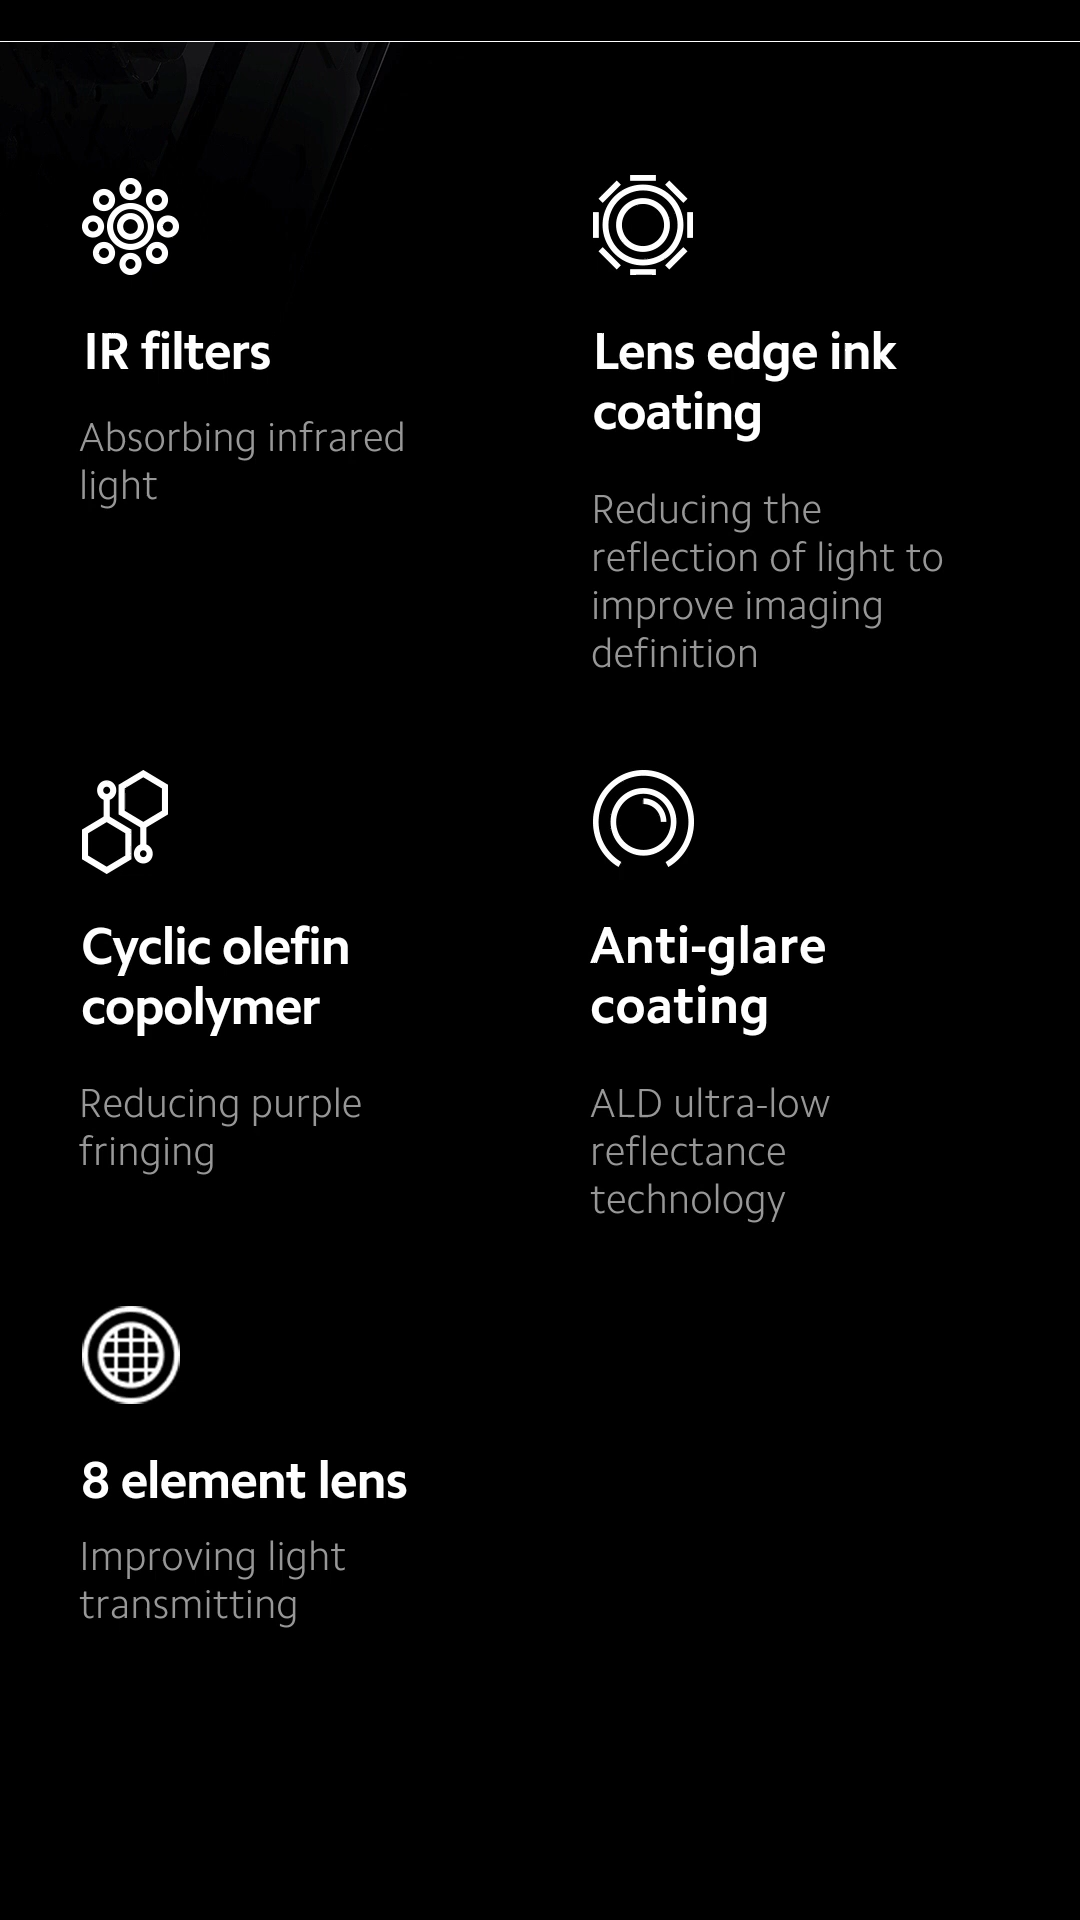 IR filters
Absorbing infrared
light
Lens edge ink
coating
Reducing the
reflection of light to
improve imaging
definition
Cyclic olefin
copolymer
Reducing purple
fringing
Anti-glare
coating
ALD ultra-low
reflectance
technology
8 element lens
Improving light
transmitting